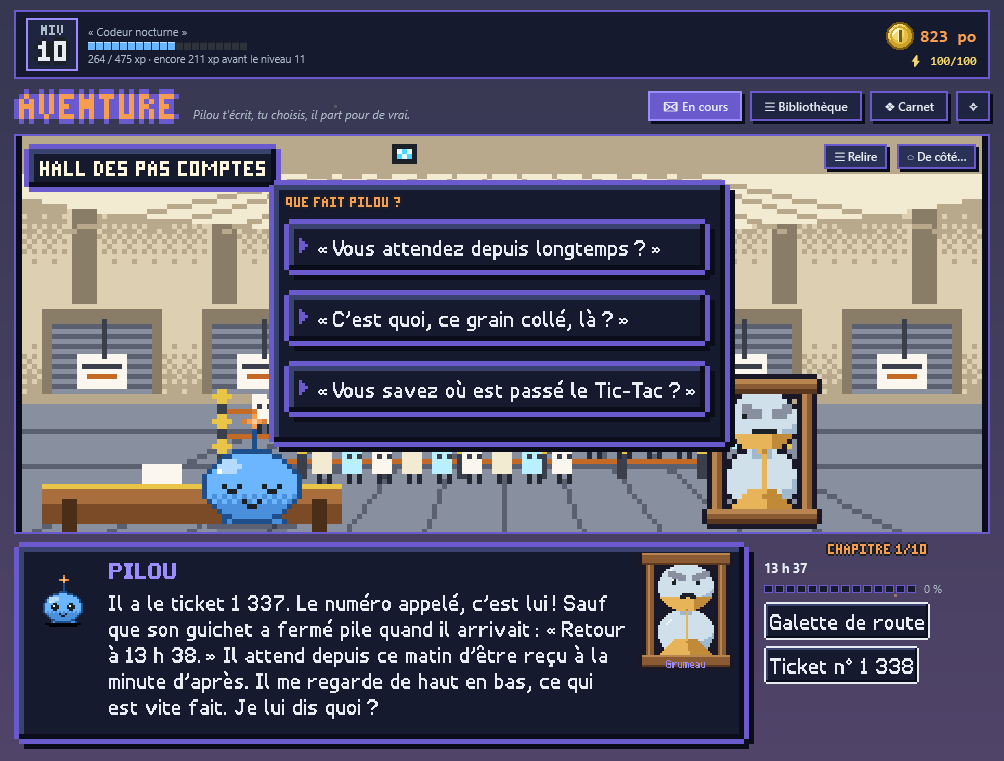 NIV
10
« Codeur nocturne »
264 / 475 xp · encore 211 xp avant le niveau 11
823 po
100/100
AVENTURE
Pilou t'écrit, tu choisis, il part pour de vrai.
En cours
Bibliothèque
Carnet
HALL DES PAS COMPTES
Relire
De côté...
QUE FAIT PILOU ?
« Vous attendez depuis longtemps ? »
« C'est quoi, ce grain collé, là ? »
« Vous savez où est passé le Tic-Tac ? »
PILOU
Il a le ticket 1 337. Le numéro appelé, c'est lui ! Sauf
que son guichet a fermé pile quand il arrivait : « Retour
à 13 h 38. » Il attend depuis ce matin d'être reçu à la
minute d'après. Il me regarde de haut en bas, ce qui
est vite fait. Je lui dis quoi ?
Grumeau
CHAPITRE 1/10
13 h 37
0 %
Galette de route
Ticket n° 1 338